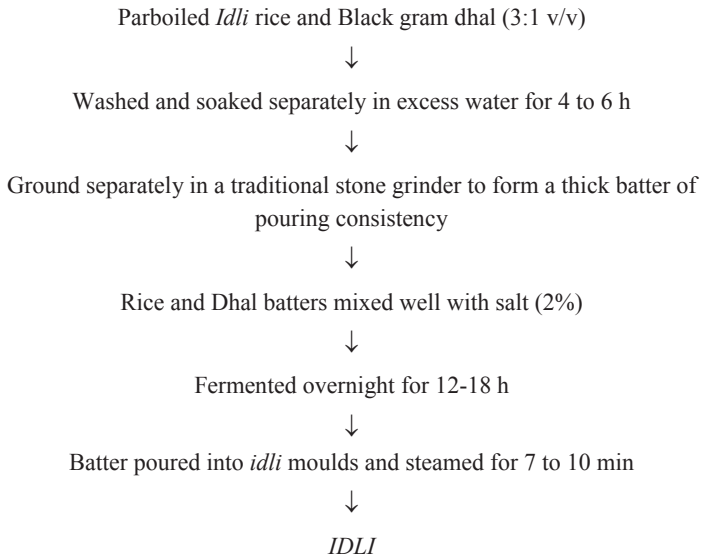 Parboiled Idli rice and Black gram dhal (3:1 v/v)
↓
Washed and soaked separately in excess water for 4 to 6 h
↓
Ground separately in a traditional stone grinder to form a thick batter of
pouring consistency
↓
Rice and Dhal batters mixed well with salt (2%)
↓
Fermented overnight for 12-18 h
↓
Batter poured into idli moulds and steamed for 7 to 10 min
↓
IDLI